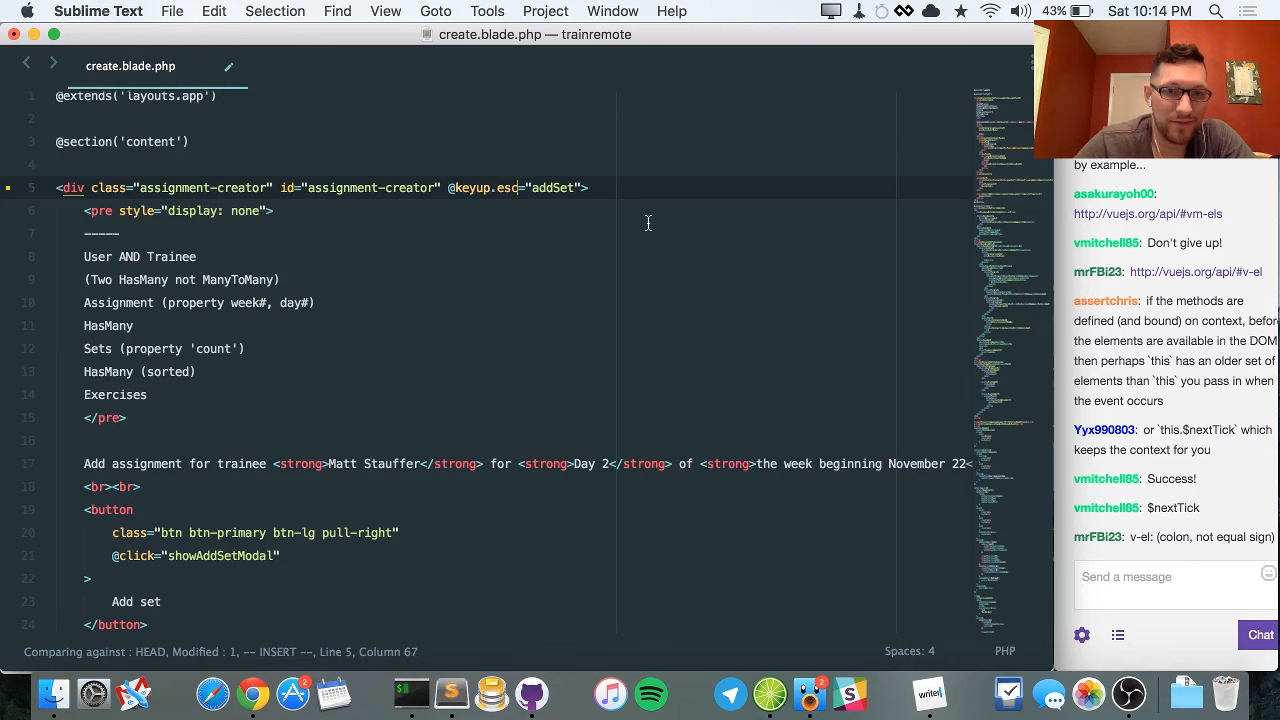 Sublime Text File Edit Selection Find View Goto Tools Project Window Help 43% Sat 10:14 PM
create.blade.php — trainremote
create.blade.php
1 @extends('layouts.app')
2
3 @section('content')
4
5 <div class="assignment-creator" id="assignment-creator" @keyup.esc="addSet">
6 <pre style="display: none">
7 -----
8 User AND Trainee
9 (Two hasMany not manyToMany)
10 Assignment (property week#, day#)
11 HasMany
12 Sets (property 'count')
13 HasMany (sorted)
14 Exercises
15 </pre>
16
17 Add assignment for trainee <strong>Matt Stauffer</strong> for <strong>Day 2</strong> of <strong>the week beginning November 22<
18 <br><br>
19 <button
20 class="btn btn-primary btn-lg pull-right"
21 @click="showAddSetModal"
22 >
23 Add set
24 </button>
Comparing against : HEAD, Modified : 1, -- INSERT --, Line 5, Column 67 Spaces: 4 PHP
by example...
asakurayoh00: http://vuejs.org/api/#vm-els
vmitchell85: Don't give up!
mrFBi23: http://vuejs.org/api/#v-el
assertchris: if the methods are
defined (and bound) on context, before
the elements are available in the DOM,
then perhaps `this` has an older set of
elements than `this` you pass in when
the event occurs
Yyx990803: or `this.$nextTick` which
keeps the context for you
vmitchell85: Success!
vmitchell85: $nextTick
mrFBi23: v-el: (colon, not equal sign)
Send a message
Chat
2
2
writer